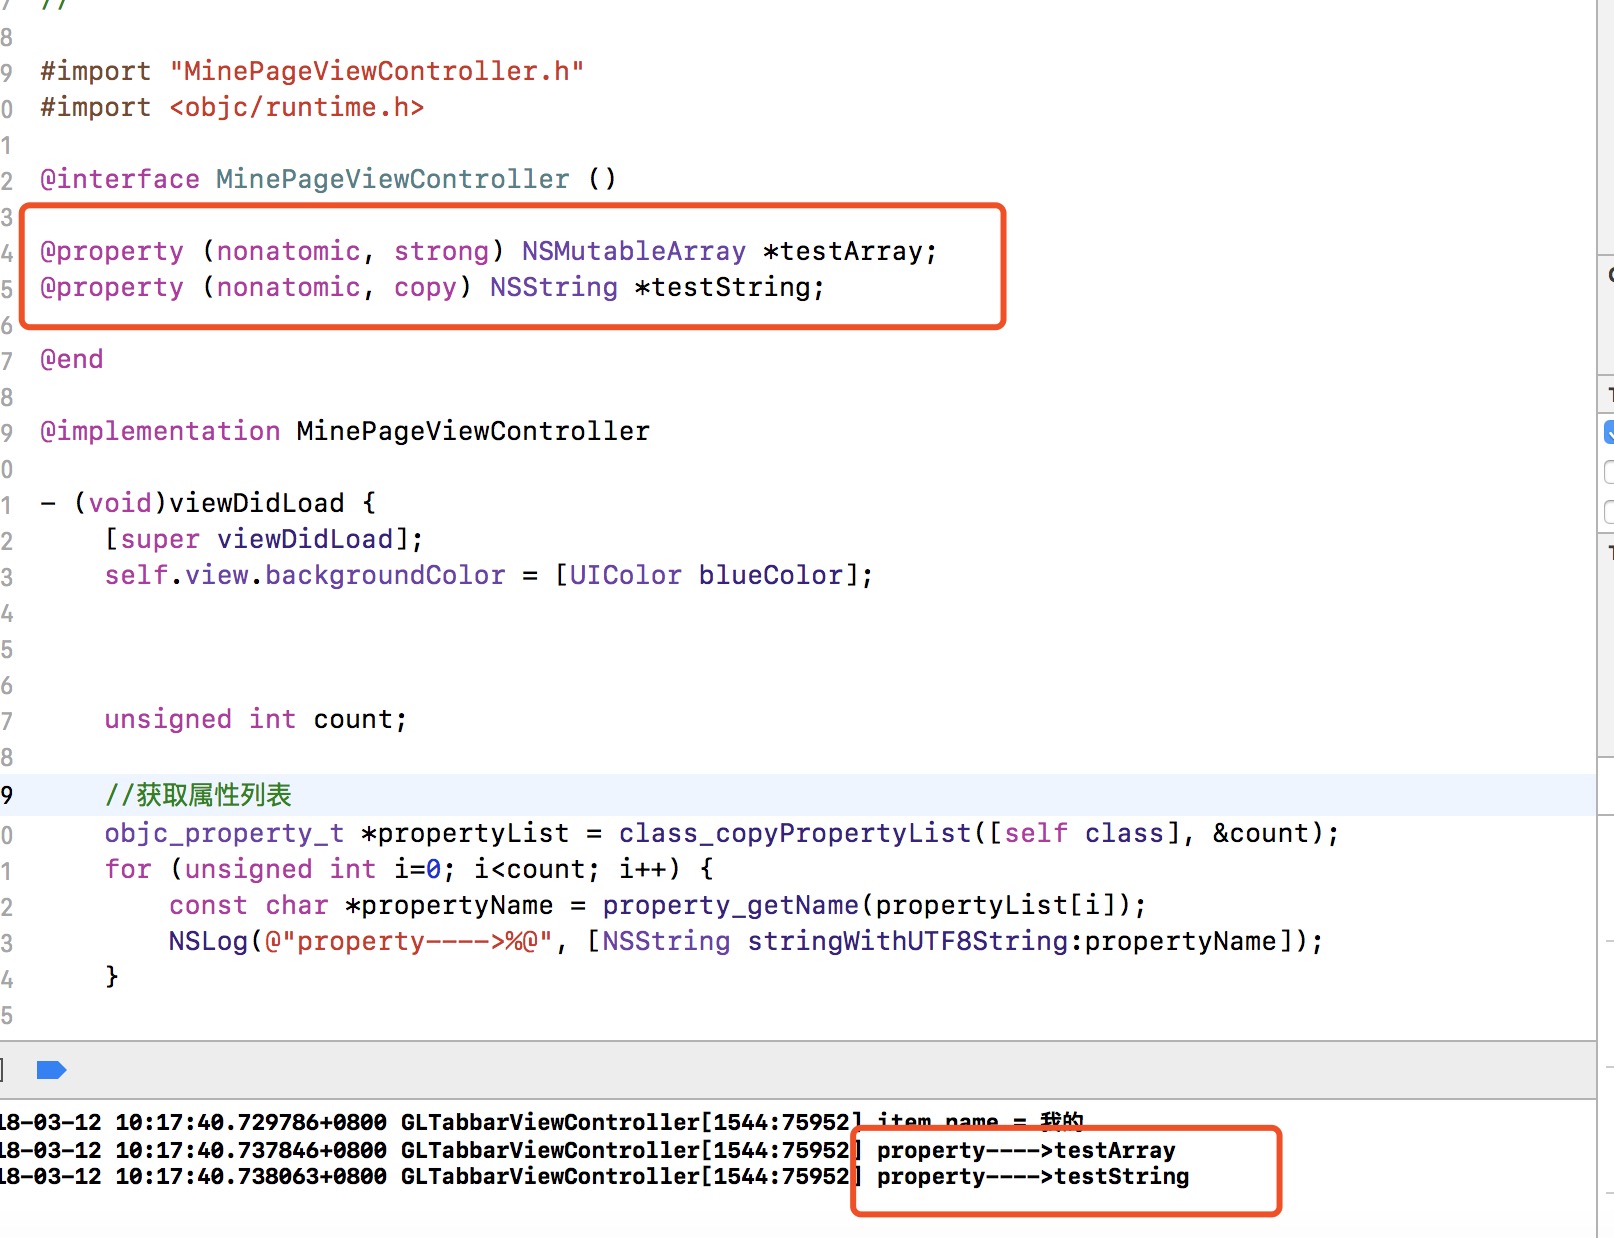 7 //
8
9 #import "MinePageViewController.h"
0 #import <objc/runtime.h>
1
2 @interface MinePageViewController ()
3
4 @property (nonatomic, strong) NSMutableArray *testArray;
5 @property (nonatomic, copy) NSString *testString;
6
7 @end
8
9 @implementation MinePageViewController
0
1 - (void)viewDidLoad {
2     [super viewDidLoad];
3     self.view.backgroundColor = [UIColor blueColor];
4
5
6
7     unsigned int count;
8
9     //获取属性列表
0     objc_property_t *propertyList = class_copyPropertyList([self class], &count);
1     for (unsigned int i=0; i<count; i++) {
2         const char *propertyName = property_getName(propertyList[i]);
3         NSLog(@"property---->%@", [NSString stringWithUTF8String:propertyName]);
4     }
5
18-03-12 10:17:40.729786+0800 GLTabbarViewController[1544:75952] item name = 我的
18-03-12 10:17:40.737846+0800 GLTabbarViewController[1544:75952] property---->testArray
18-03-12 10:17:40.738063+0800 GLTabbarViewController[1544:75952] property---->testString